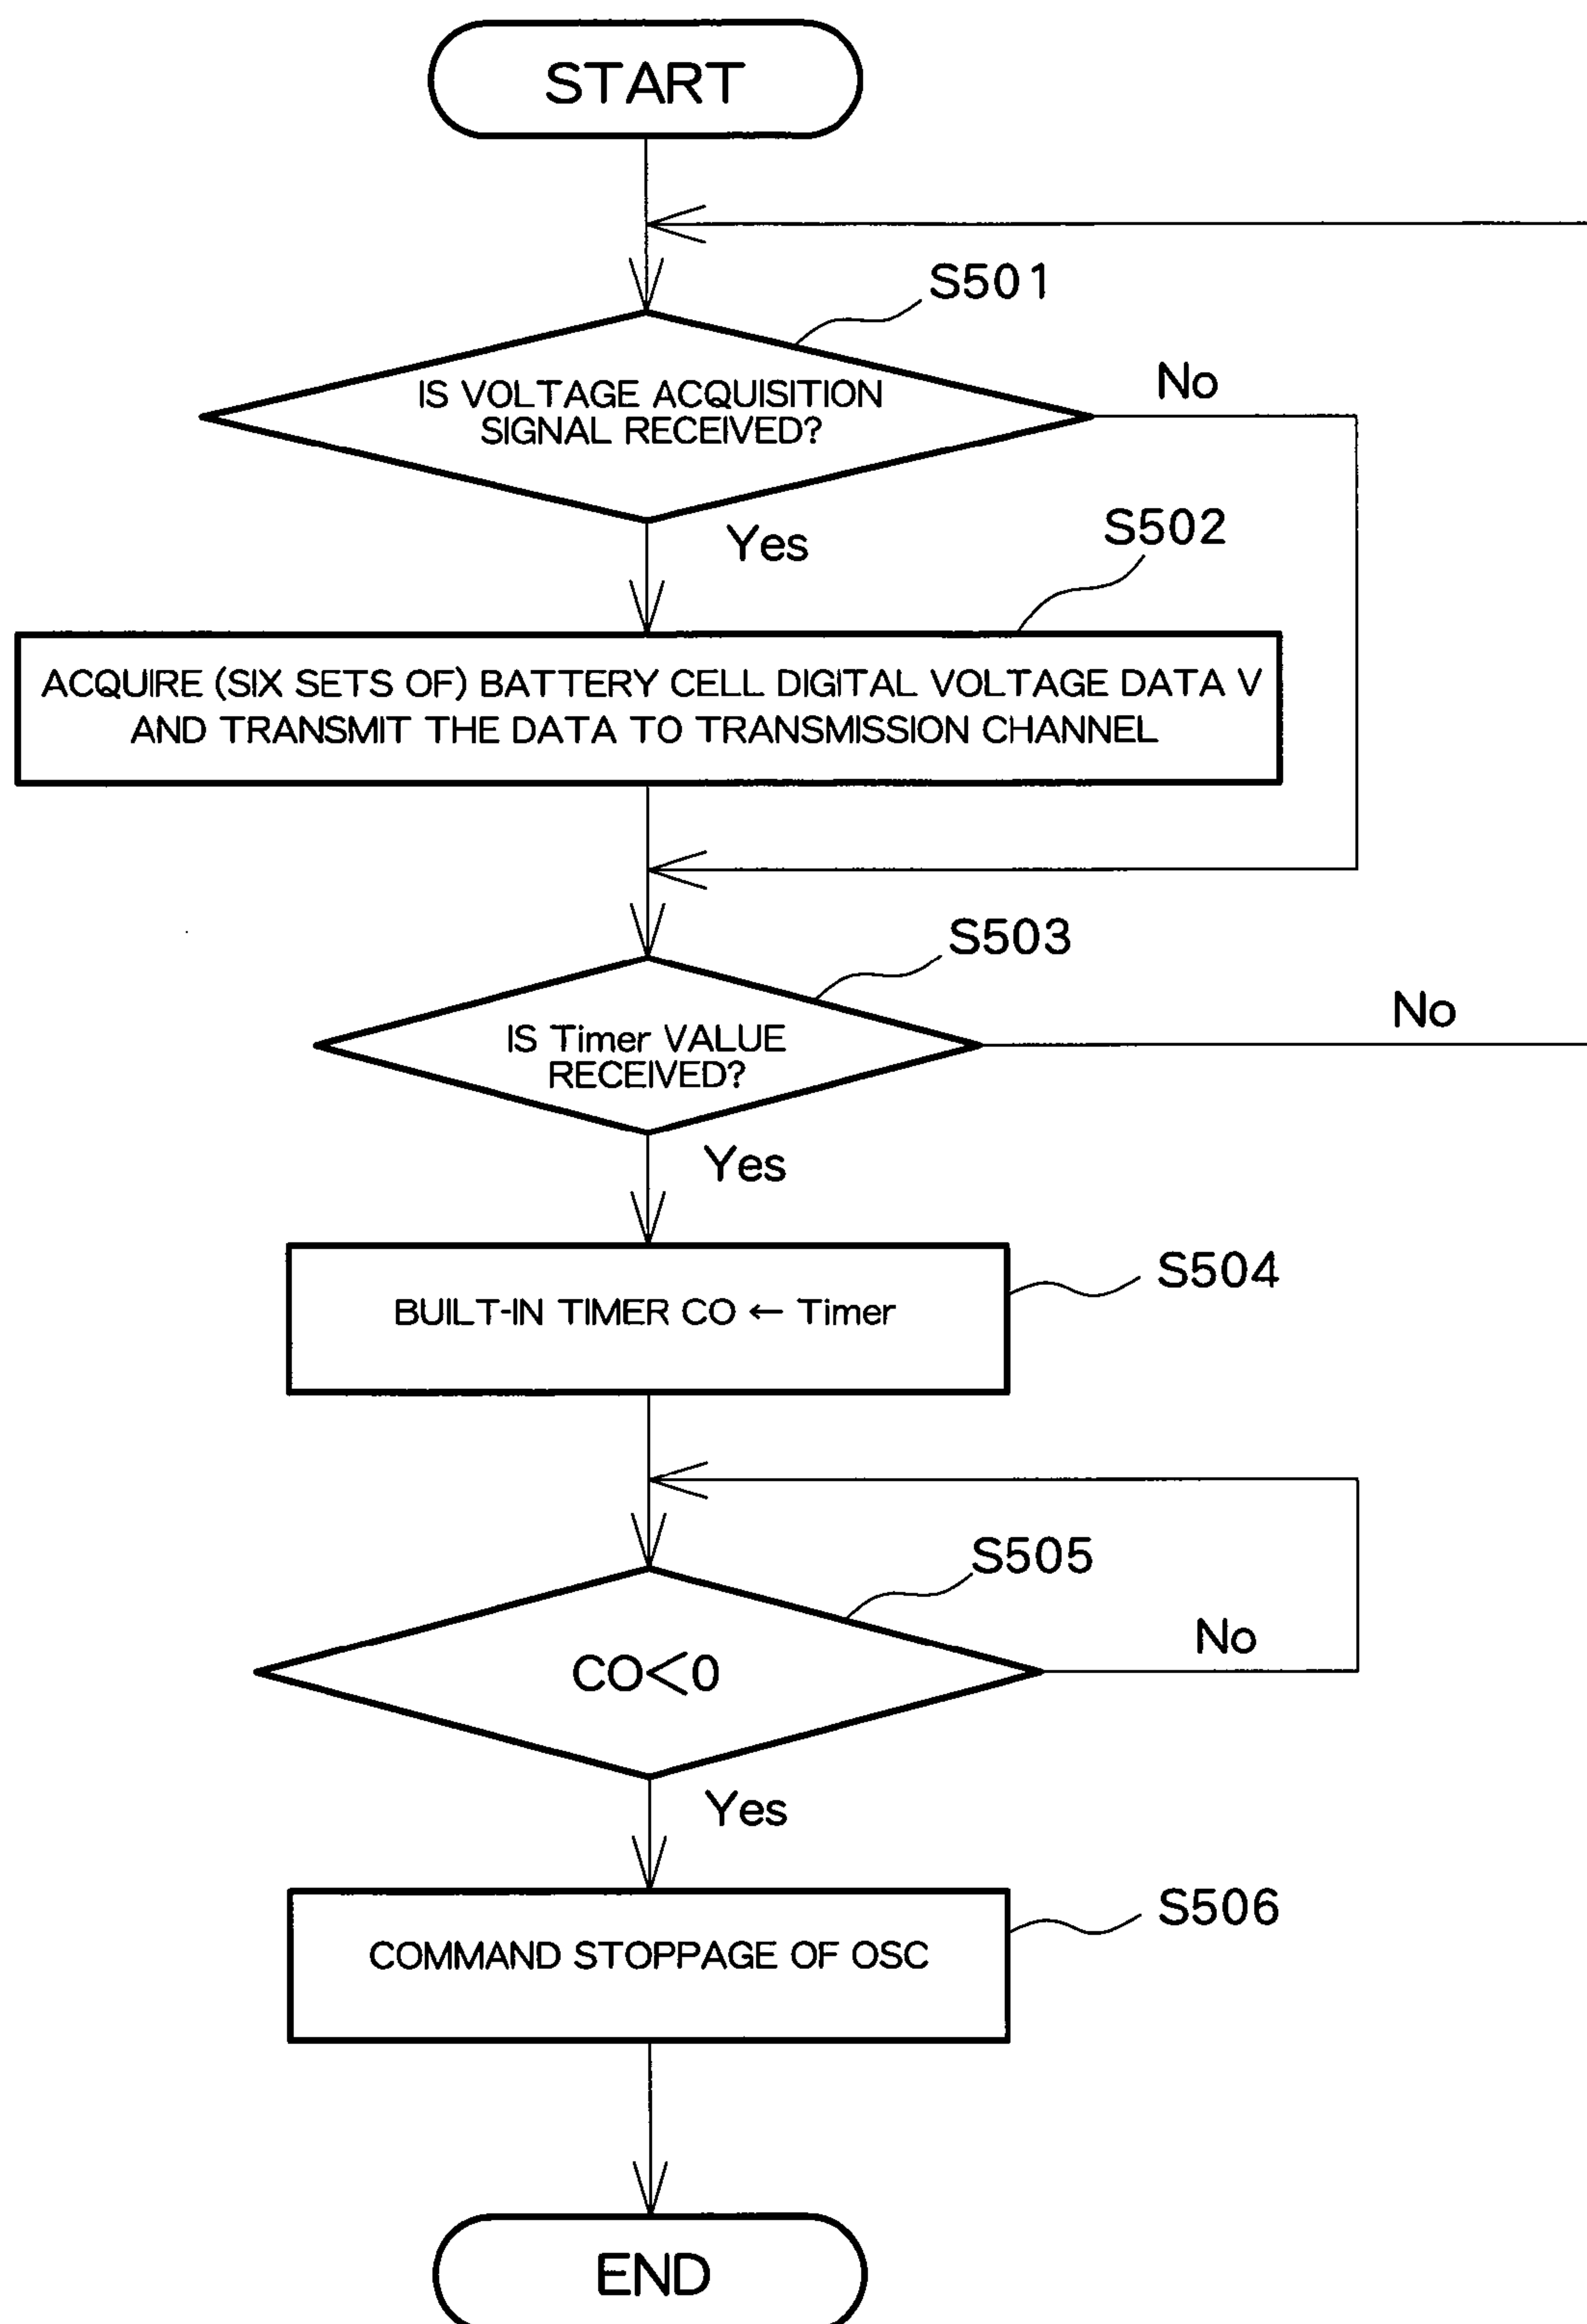 START
S501
IS VOLTAGE ACQUISITION
SIGNAL RECEIVED?
No
Yes
S502
ACQUIRE (SIX SETS OF) BATTERY CELL DIGITAL VOLTAGE DATA V
AND TRANSMIT THE DATA TO TRANSMISSION CHANNEL
S503
IS Timer VALUE
RECEIVED?
No
Yes
S504
BUILT-IN TIMER CO ← Timer
S505
CO<0
No
Yes
S506
COMMAND STOPPAGE OF OSC
END